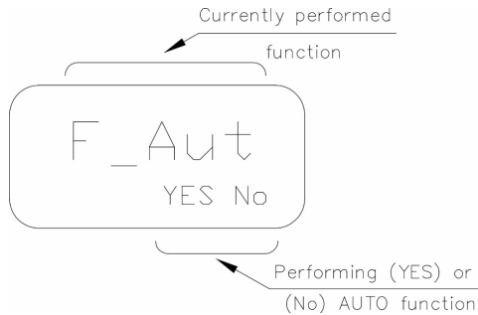 Currently performed
function
F_Aut
YES No
Performing (YES) or
(No) AUTO function